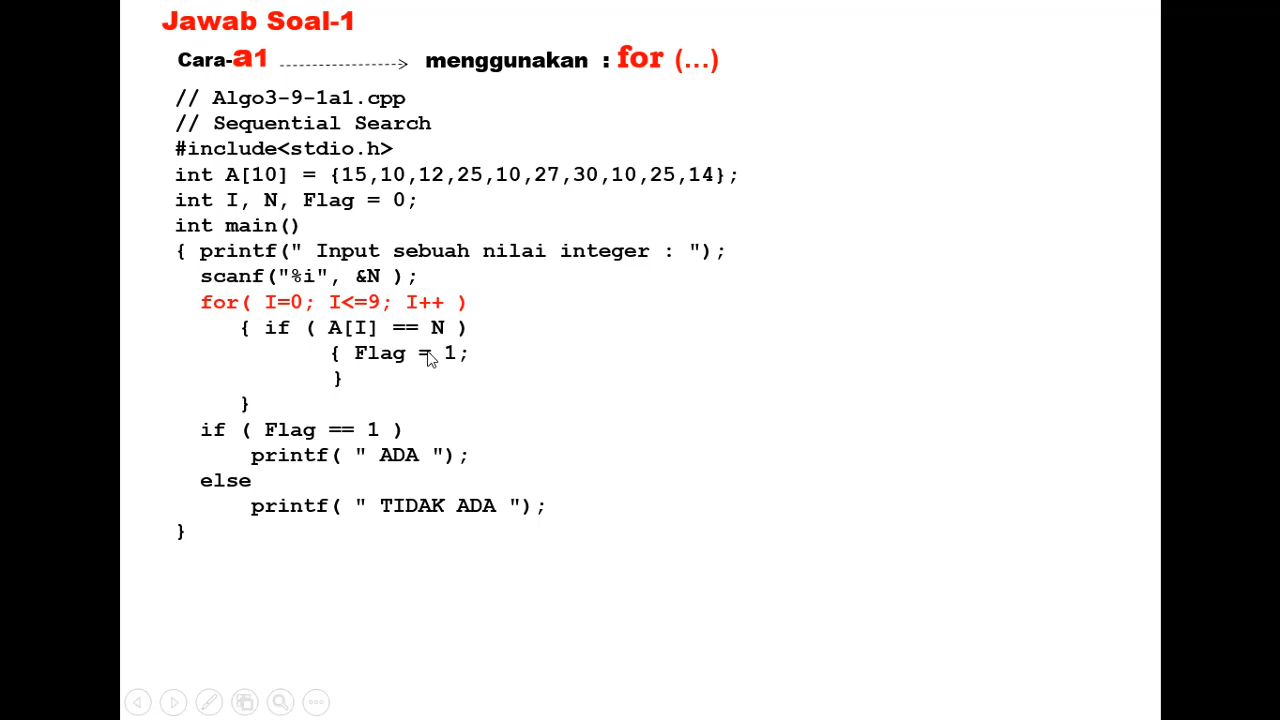 Jawab Soal-1
Cara-a1 menggunakan : for (...)
// Algo3-9-1a1.cpp
// Sequential Search
#include<stdio.h>
int A[10] = {15,10,12,25,10,27,30,10,25,14};
int I, N, Flag = 0;
int main()
{ printf(" Input sebuah nilai integer : ");
scanf("%i", &N );
for( I=0; I<=9; I++ )
{ if ( A[I] == N )
{ Flag = 1;
}
}
if ( Flag == 1 )
printf( " ADA ");
else
printf( " TIDAK ADA ");
}